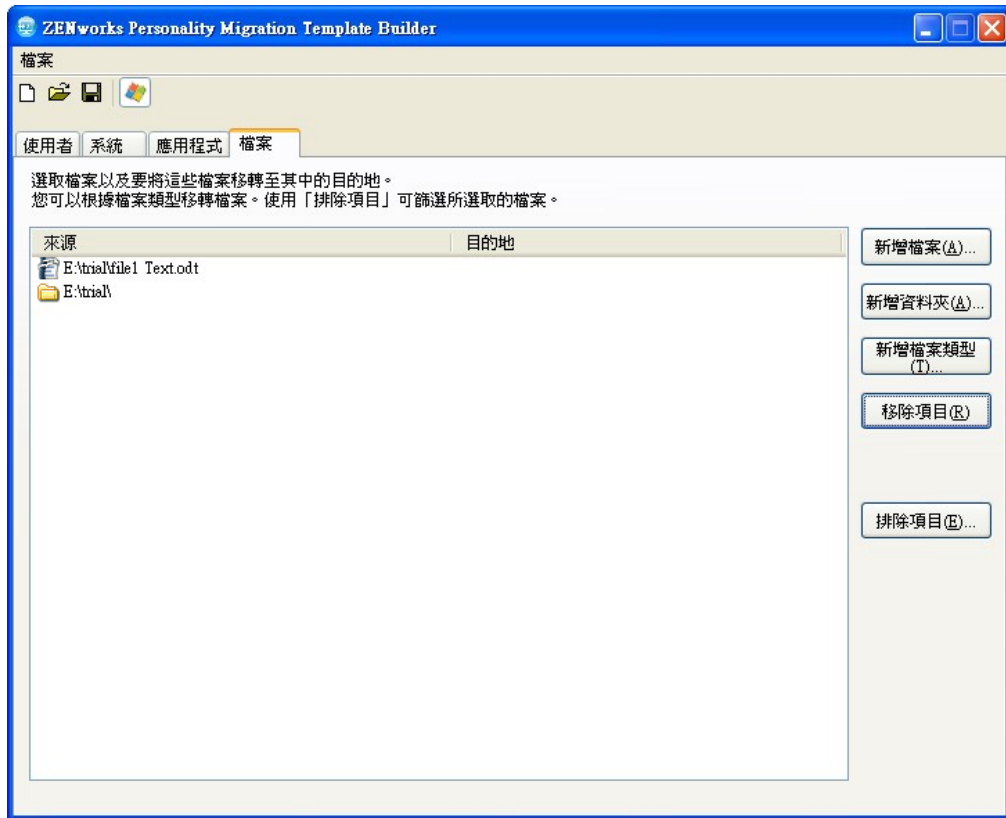 ZENworks Personality Migration Template Builder
檔案
使用者 系統 應用程式 檔案
選取檔案以及要將這些檔案移轉至其中的目的地。
您可以根據檔案類型移轉檔案。使用「排除項目」可篩選所選取的檔案。
來源 目的地
E:\trial\file1 Text.odt
E:\trial\
新增檔案(A)...
新增資料夾(A)...
新增檔案類型
(T)...
移除項目(R)
排除項目(E)...